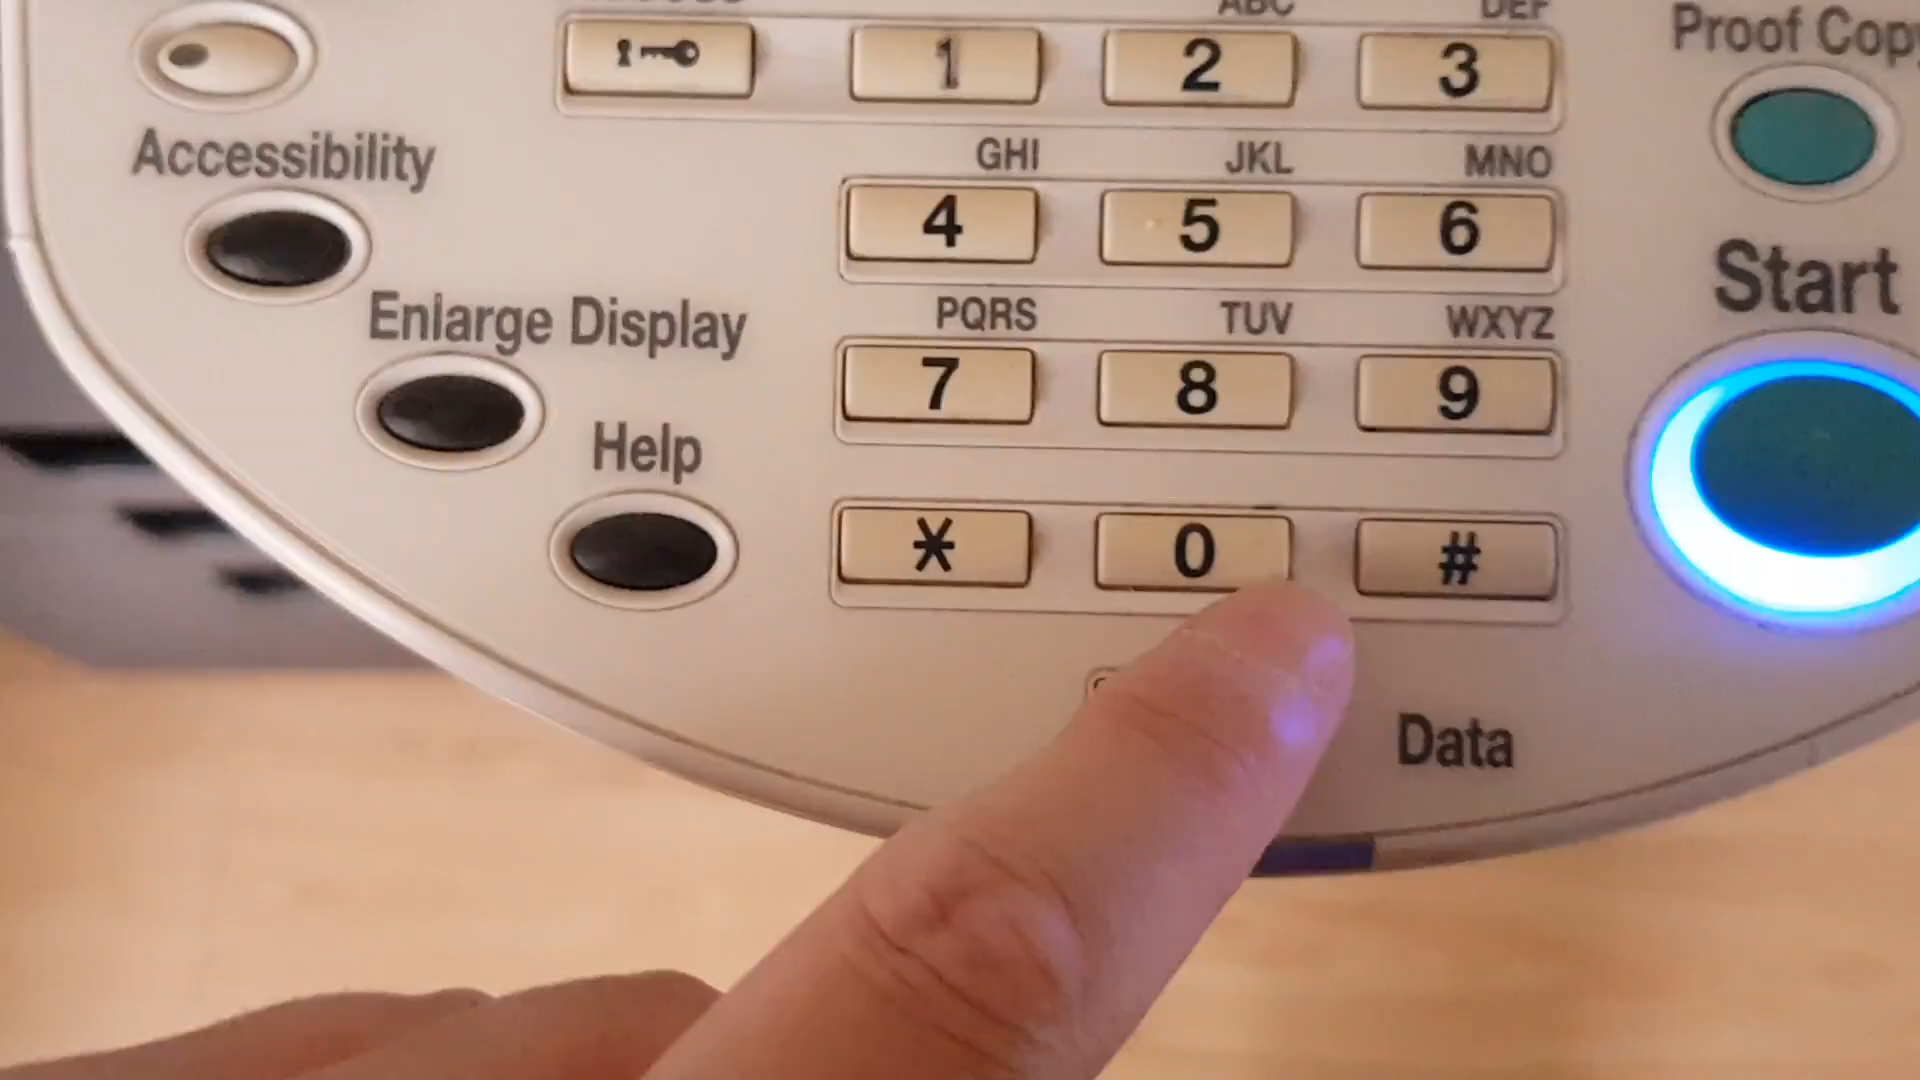 ABC DEF
1 2 3
Proof Copy
Accessibility
GHI JKL MNO
4 5 6
Start
Enlarge Display
PQRS TUV WXYZ
7 8 9
Help
* 0 #
Data